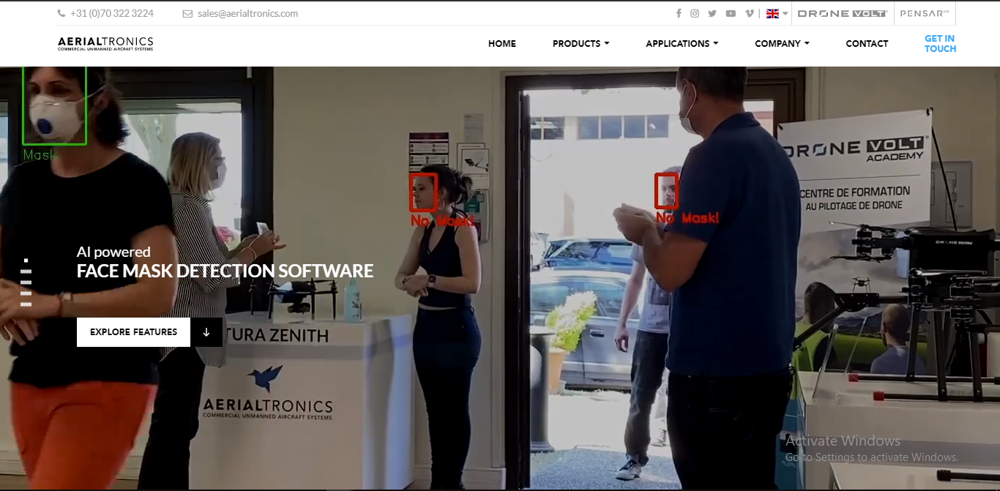 +31 (0)70 322 3224
sales@aerialtronics.com
DRONE VOLT
PENSAR
AERIALTRONICS
COMMERCIAL UNMANNED AIRCRAFT SYSTEMS
HOME
PRODUCTS
APPLICATIONS
COMPANY
CONTACT
GET IN
TOUCH
Mask
No Mask!
No Mask!
DRONE VOLT
ACADEMY
CENTRE DE FORMATION
AU PILOTAGE DE DRONE
DRONE VOLT
AI powered
FACE MASK DETECTION SOFTWARE
EXPLORE FEATURES
TURA ZENITH
AERIALTRONICS
COMMERCIAL UNMANNED AIRCRAFT SYSTEMS
Activate Windows
Go to Settings to activate Windows.